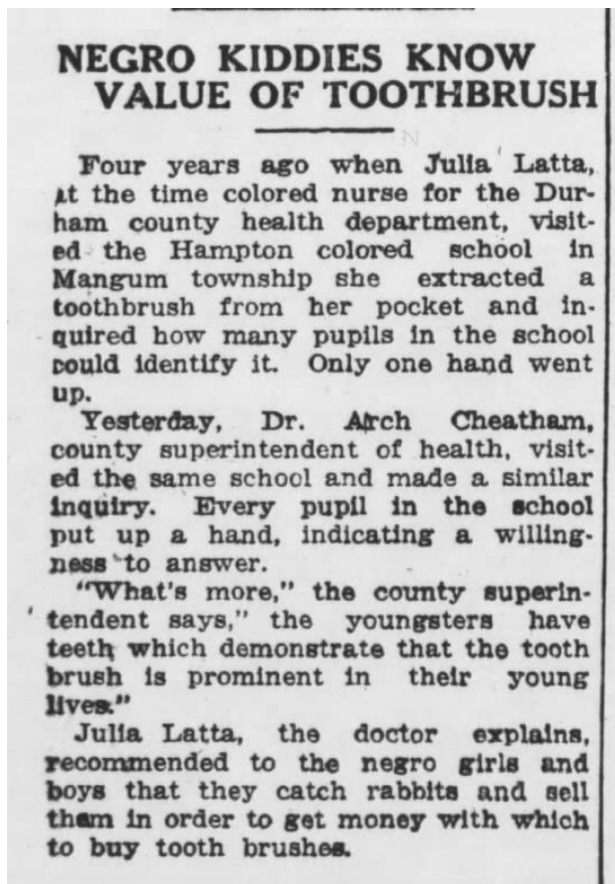 NEGRO KIDDIES KNOW
VALUE OF TOOTHBRUSH
Four years ago when Julia Latta,
at the time colored nurse for the Dur-
ham county health department, visit-
ed the Hampton colored school in
Mangum township she extracted a
toothbrush from her pocket and in-
quired how many pupils in the school
could identify it. Only one hand went
up.
Yesterday, Dr. Arch Cheatham,
county superintendent of health, visit-
ed the same school and made a similar
inquiry. Every pupil in the school
put up a hand, indicating a willing-
ness to answer.
"What's more," the county superin-
tendent says," the youngsters have
teeth which demonstrate that the tooth
brush is prominent in their young
lives."
Julia Latta, the doctor explains,
recommended to the negro girls and
boys that they catch rabbits and sell
them in order to get money with which
to buy tooth brushes.